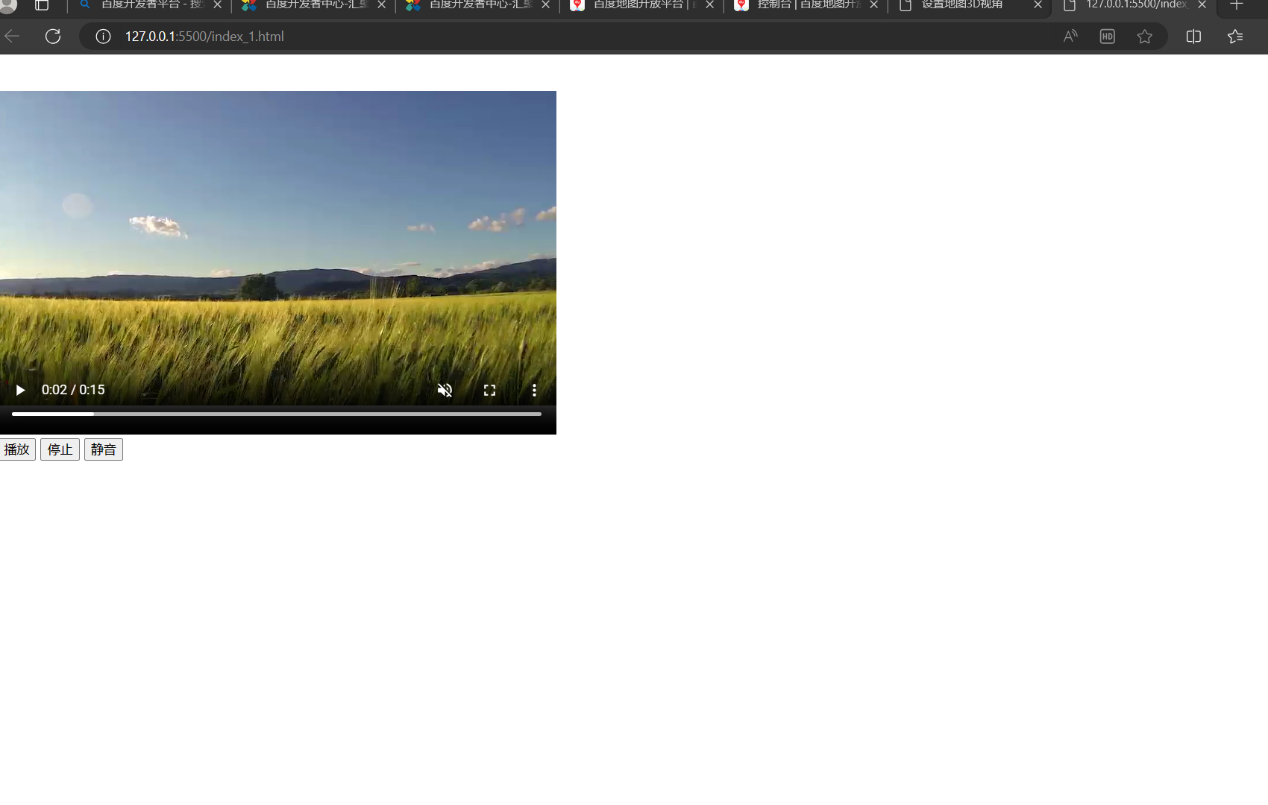 百度开发者平台 - 搜
百度开发者中心-汇
百度开发者中心-汇
百度地图开放平台 |
控制台 | 百度地图开
设置地图3D视角
127.0.0.1:5500/index
127.0.0.1:5500/index_1.html
HD
0:02 / 0:15
播放 停止 静音